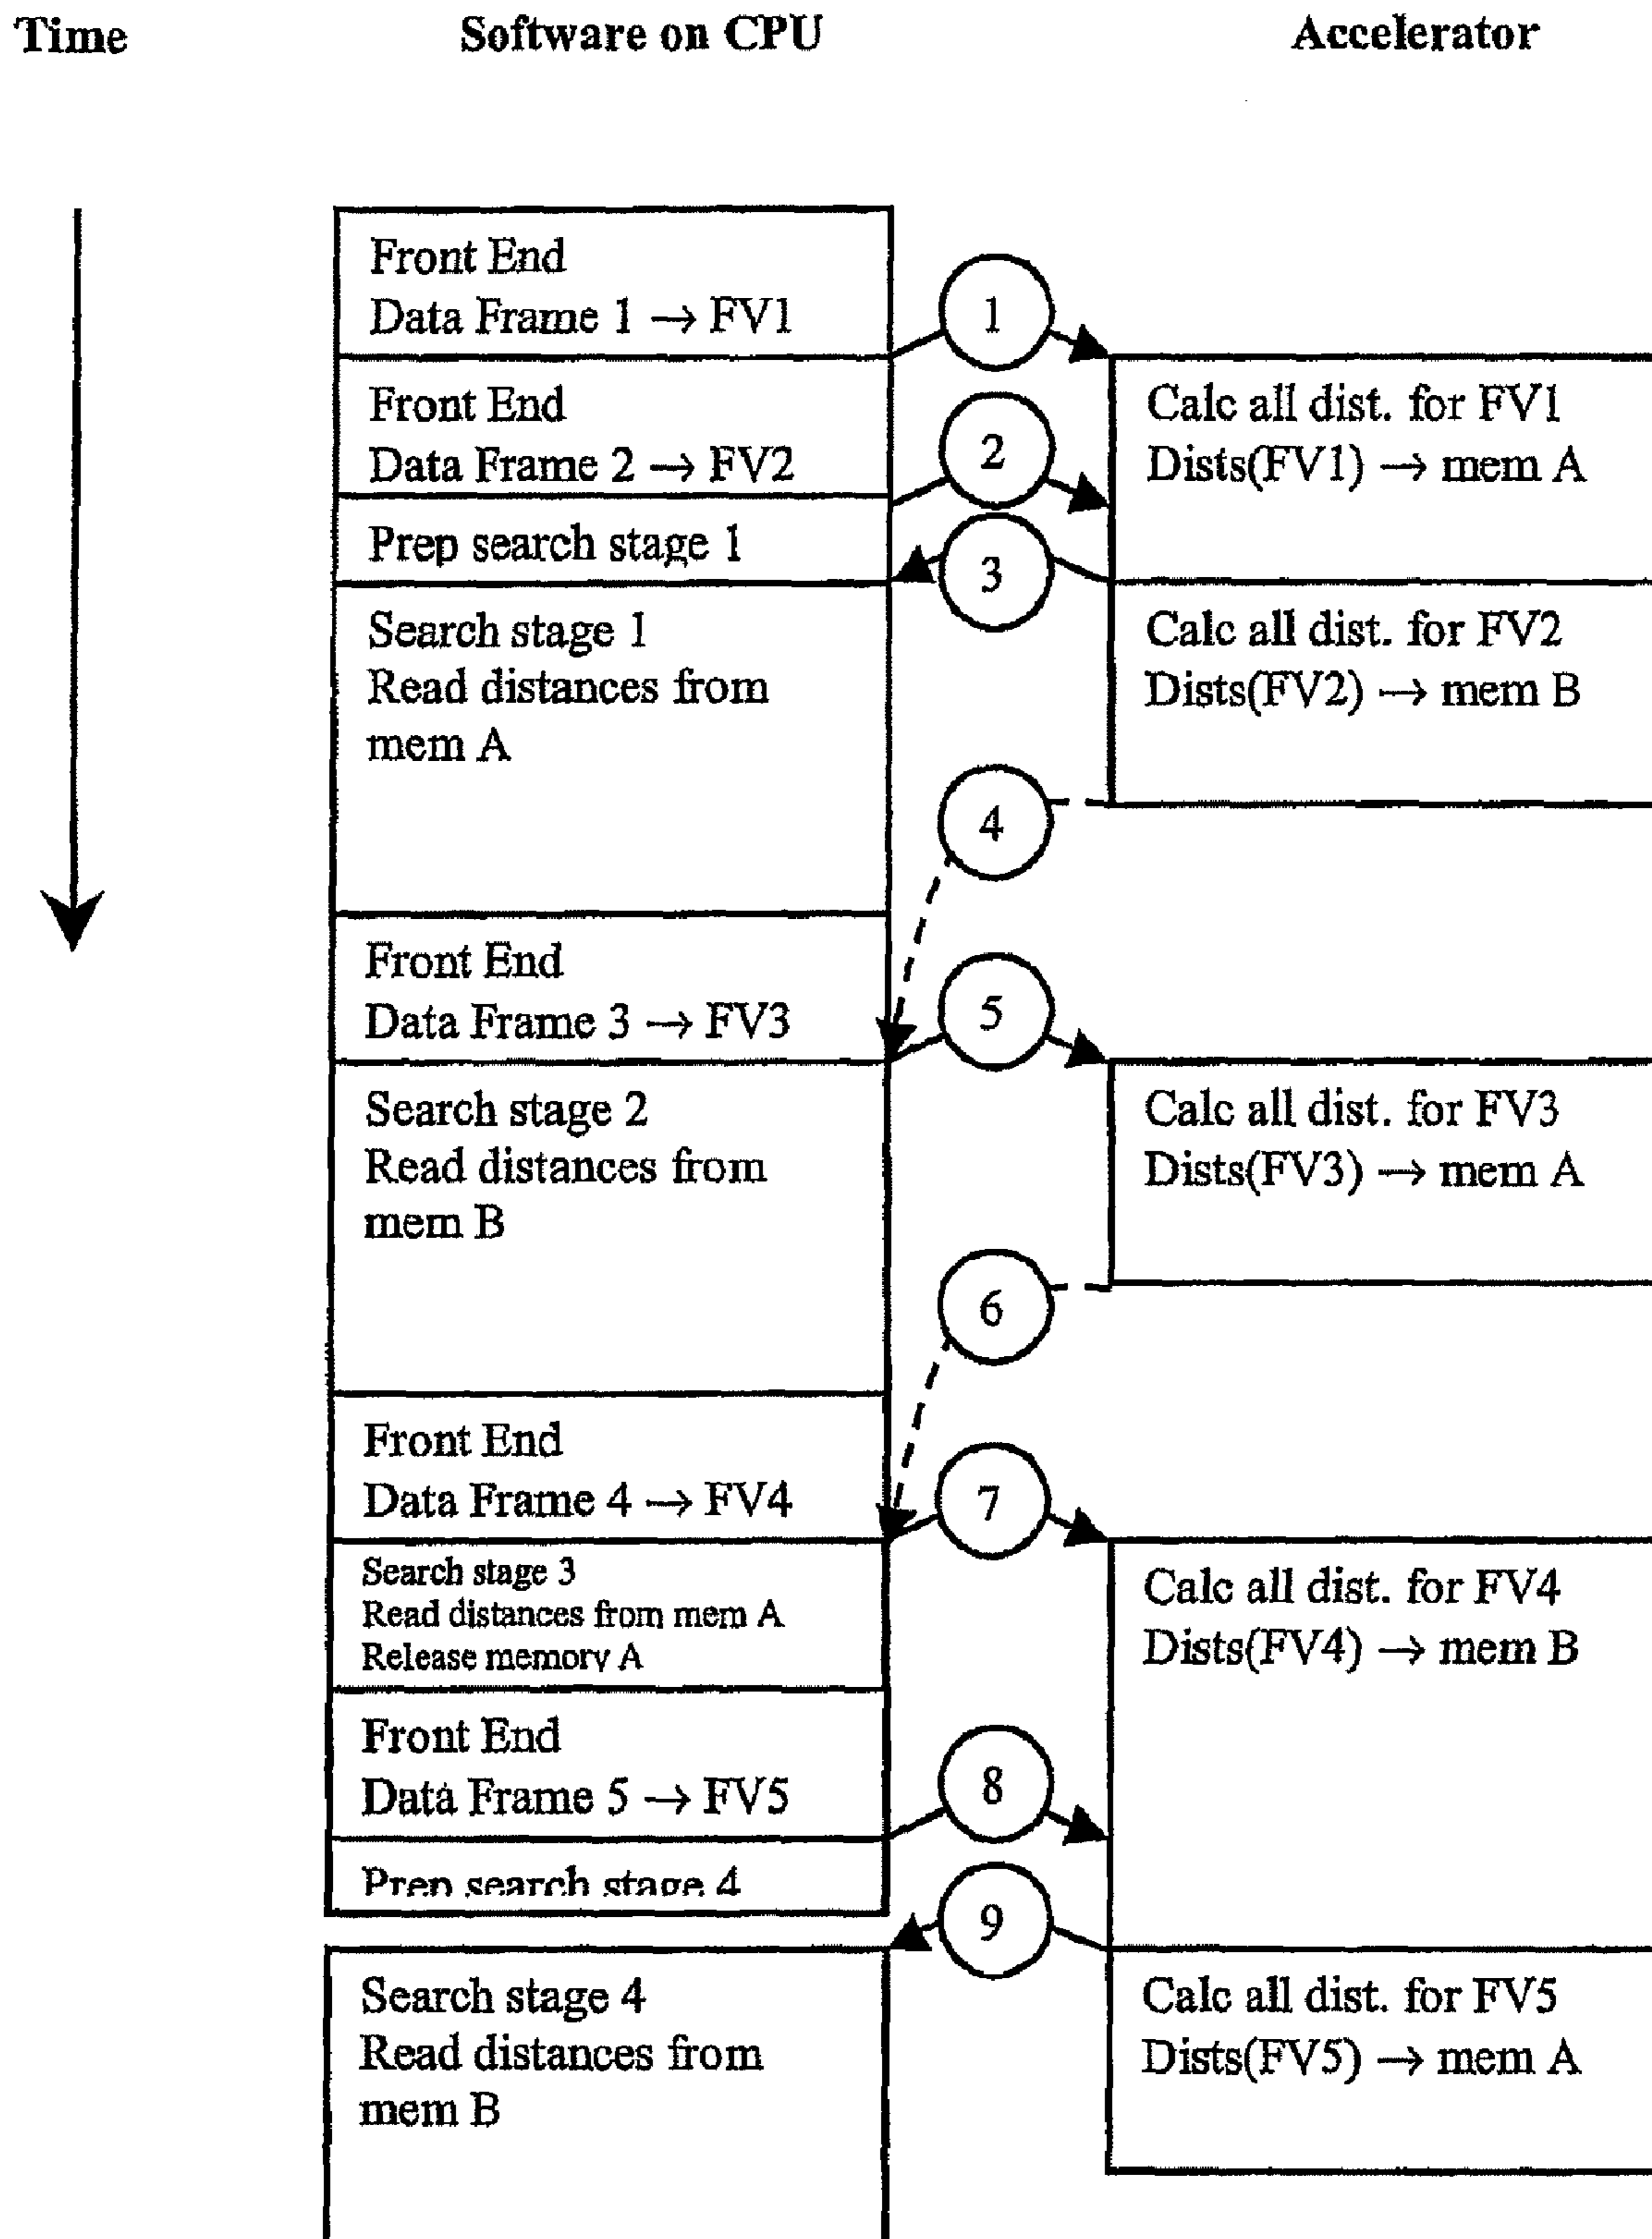 Time
Software on CPU
Accelerator
Front End
Data Frame 1 → FV1
1
Front End
Data Frame 2 → FV2
2
Calc all dist. for FV1
Dists(FV1) → mem A
Prep search stage 1
3
Search stage 1
Read distances from
mem A
Calc all dist. for FV2
Dists(FV2) → mem B
4
Front End
Data Frame 3 → FV3
5
Search stage 2
Read distances from
mem B
Calc all dist. for FV3
Dists(FV3) → mem A
6
Front End
Data Frame 4 → FV4
7
Search stage 3
Read distances from mem A
Release memory A
Calc all dist. for FV4
Dists(FV4) → mem B
Front End
Data Frame 5 → FV5
8
Prep search stage 4
9
Search stage 4
Read distances from
mem B
Calc all dist. for FV5
Dists(FV5) → mem A